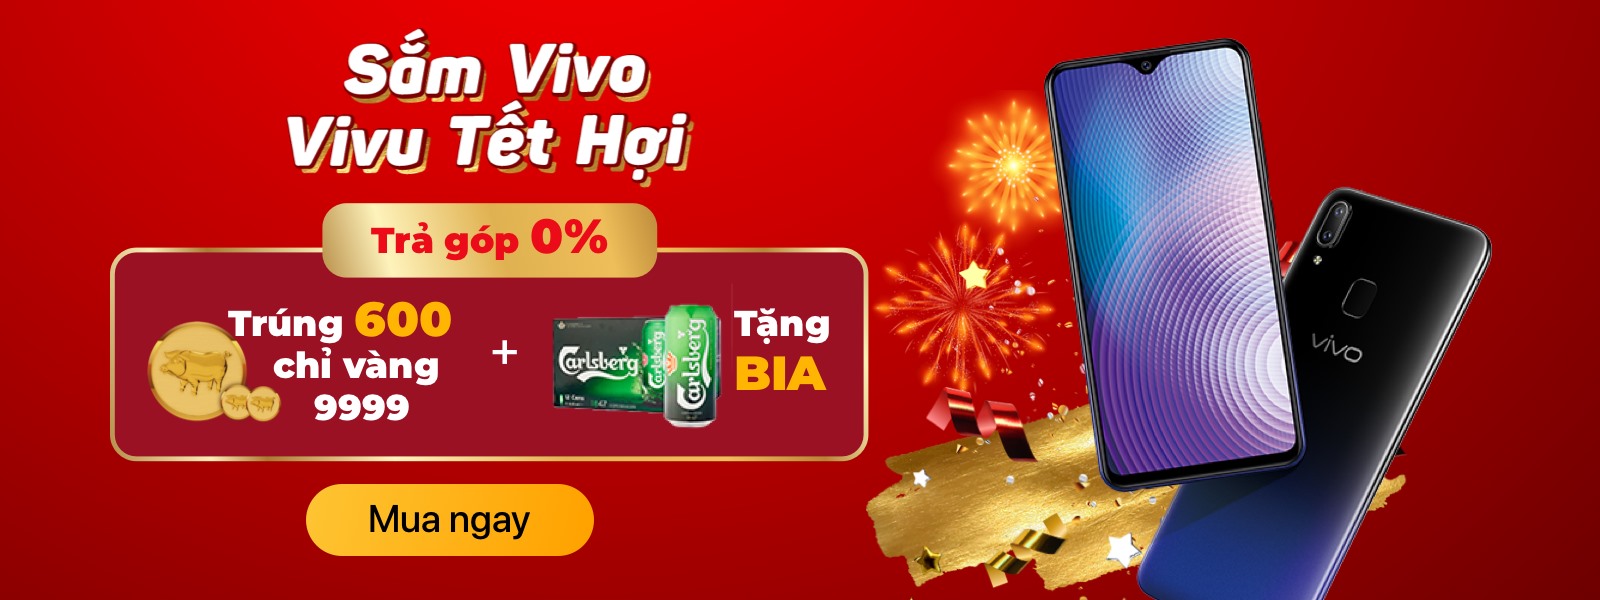 Sắm Vivo
Vivu Tết Hợi
Trả góp 0%
Trúng 600
chỉ vàng
9999
+
Carlsberg
Carlsberg
Carlsberg
Tặng
BIA
Mua ngay
vivo